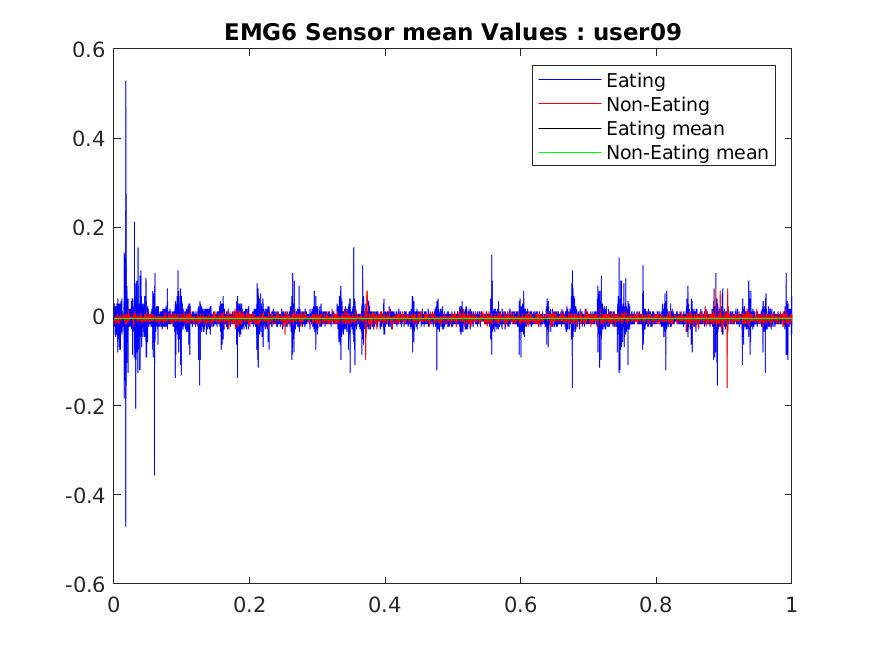 EMG6 Sensor mean Values : user09
0.6
0.4
0.2
0
-0.2
-0.4
-0.6
0 0.2 0.4 0.6 0.8 1
Eating
Non-Eating
Eating mean
Non-Eating mean